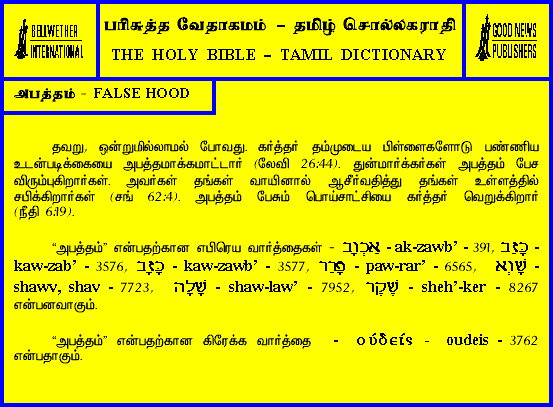 BELLWETHER
INTERNATIONAL
பரிசுத்த வேதாகமம் – தமிழ் சொல்லகராதி
THE HOLY BIBLE – TAMIL DICTIONARY
GOOD NEWS
PUBLISHERS
அபத்தம் - FALSE HOOD
தவறு, ஒன்றுமில்லாமல் போவது. கர்த்தர் தம்முடைய பிள்ளைகளோடு பண்ணிய
உடன்படிக்கையை அபத்தமாக்கமாட்டார் (லேவி 26:44). துன்மார்க்கர்கள் அபத்தம் பேச
விரும்புகிறார்கள். அவர்கள் தங்கள் வாயினால் ஆசீர்வதித்து தங்கள் உள்ளத்தில்
சபிக்கிறார்கள் (சங் 62:4). அபத்தம் பேசும் பொய்சாட்சியை கர்த்தர் வெறுக்கிறார்
(நீதி 6:19).
“அபத்தம்” என்பதற்கான எபிரெய வார்த்தைகள் - אַכְזָב - ak-zawb’ - 391, כָּזַב -
kaw-zab’ - 3576, כָּזָב - kaw-zawb’ - 3577, פָּרַר - paw-rar’ - 6565, שָׁוְא -
shawv, shav - 7723, שָׁלָה - shaw-law’ - 7952, שֶׁקֶר - sheh’-ker - 8267
என்பனவாகும்.
“அபத்தம்” என்பதற்கான கிரேக்க வார்த்தை - οὐδείς - oudeis - 3762
என்பதாகும்.